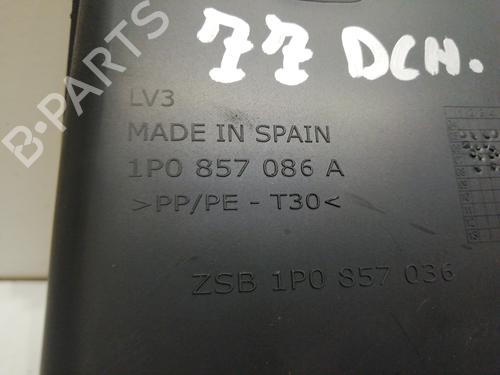 77 DCH.
LV3
MADE IN SPAIN
1P0 857 086 A
>PP/PE - T30<
ZSB 1P0 857 036
B-PARTS